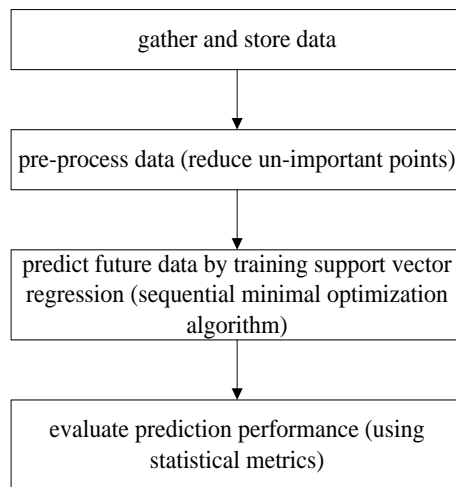 gather and store data
pre-process data (reduce un-important points)
predict future data by training support vector
regression (sequential minimal optimization
algorithm)
evaluate prediction performance (using
statistical metrics)